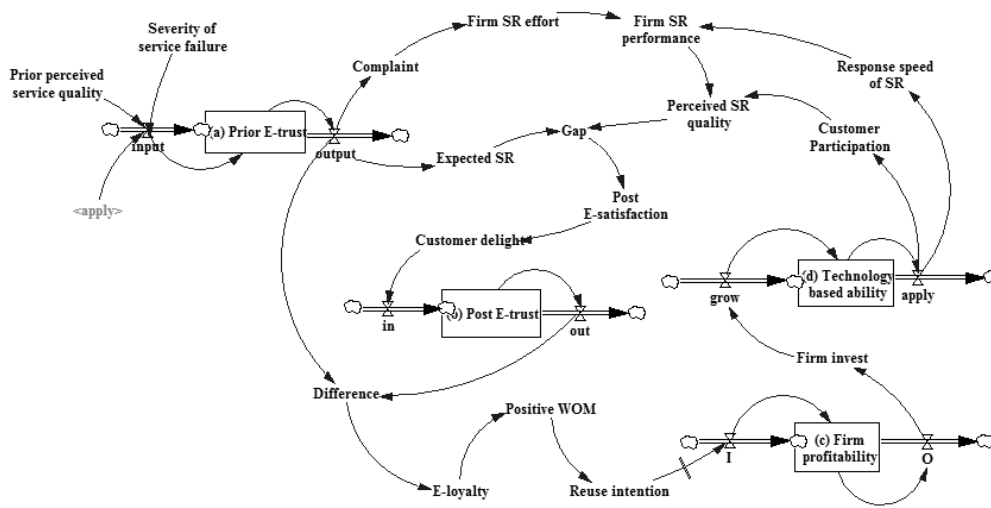 Severity of
service failure
Firm SR effort
Firm SR
performance
Prior perceived
service quality
Complaint
Response speed
of SR
Perceived SR
quality
(a) Prior E-trust
input
output
Expected SR
Gap
Customer
Participation
<apply>
Post
E-satisfaction
Customer delight
in
(b) Post E-trust
out
grow
(d) Technology
based ability
apply
Firm invest
Difference
Positive WOM
E-loyalty
Reuse intention
I
(c) Firm
profitability
O